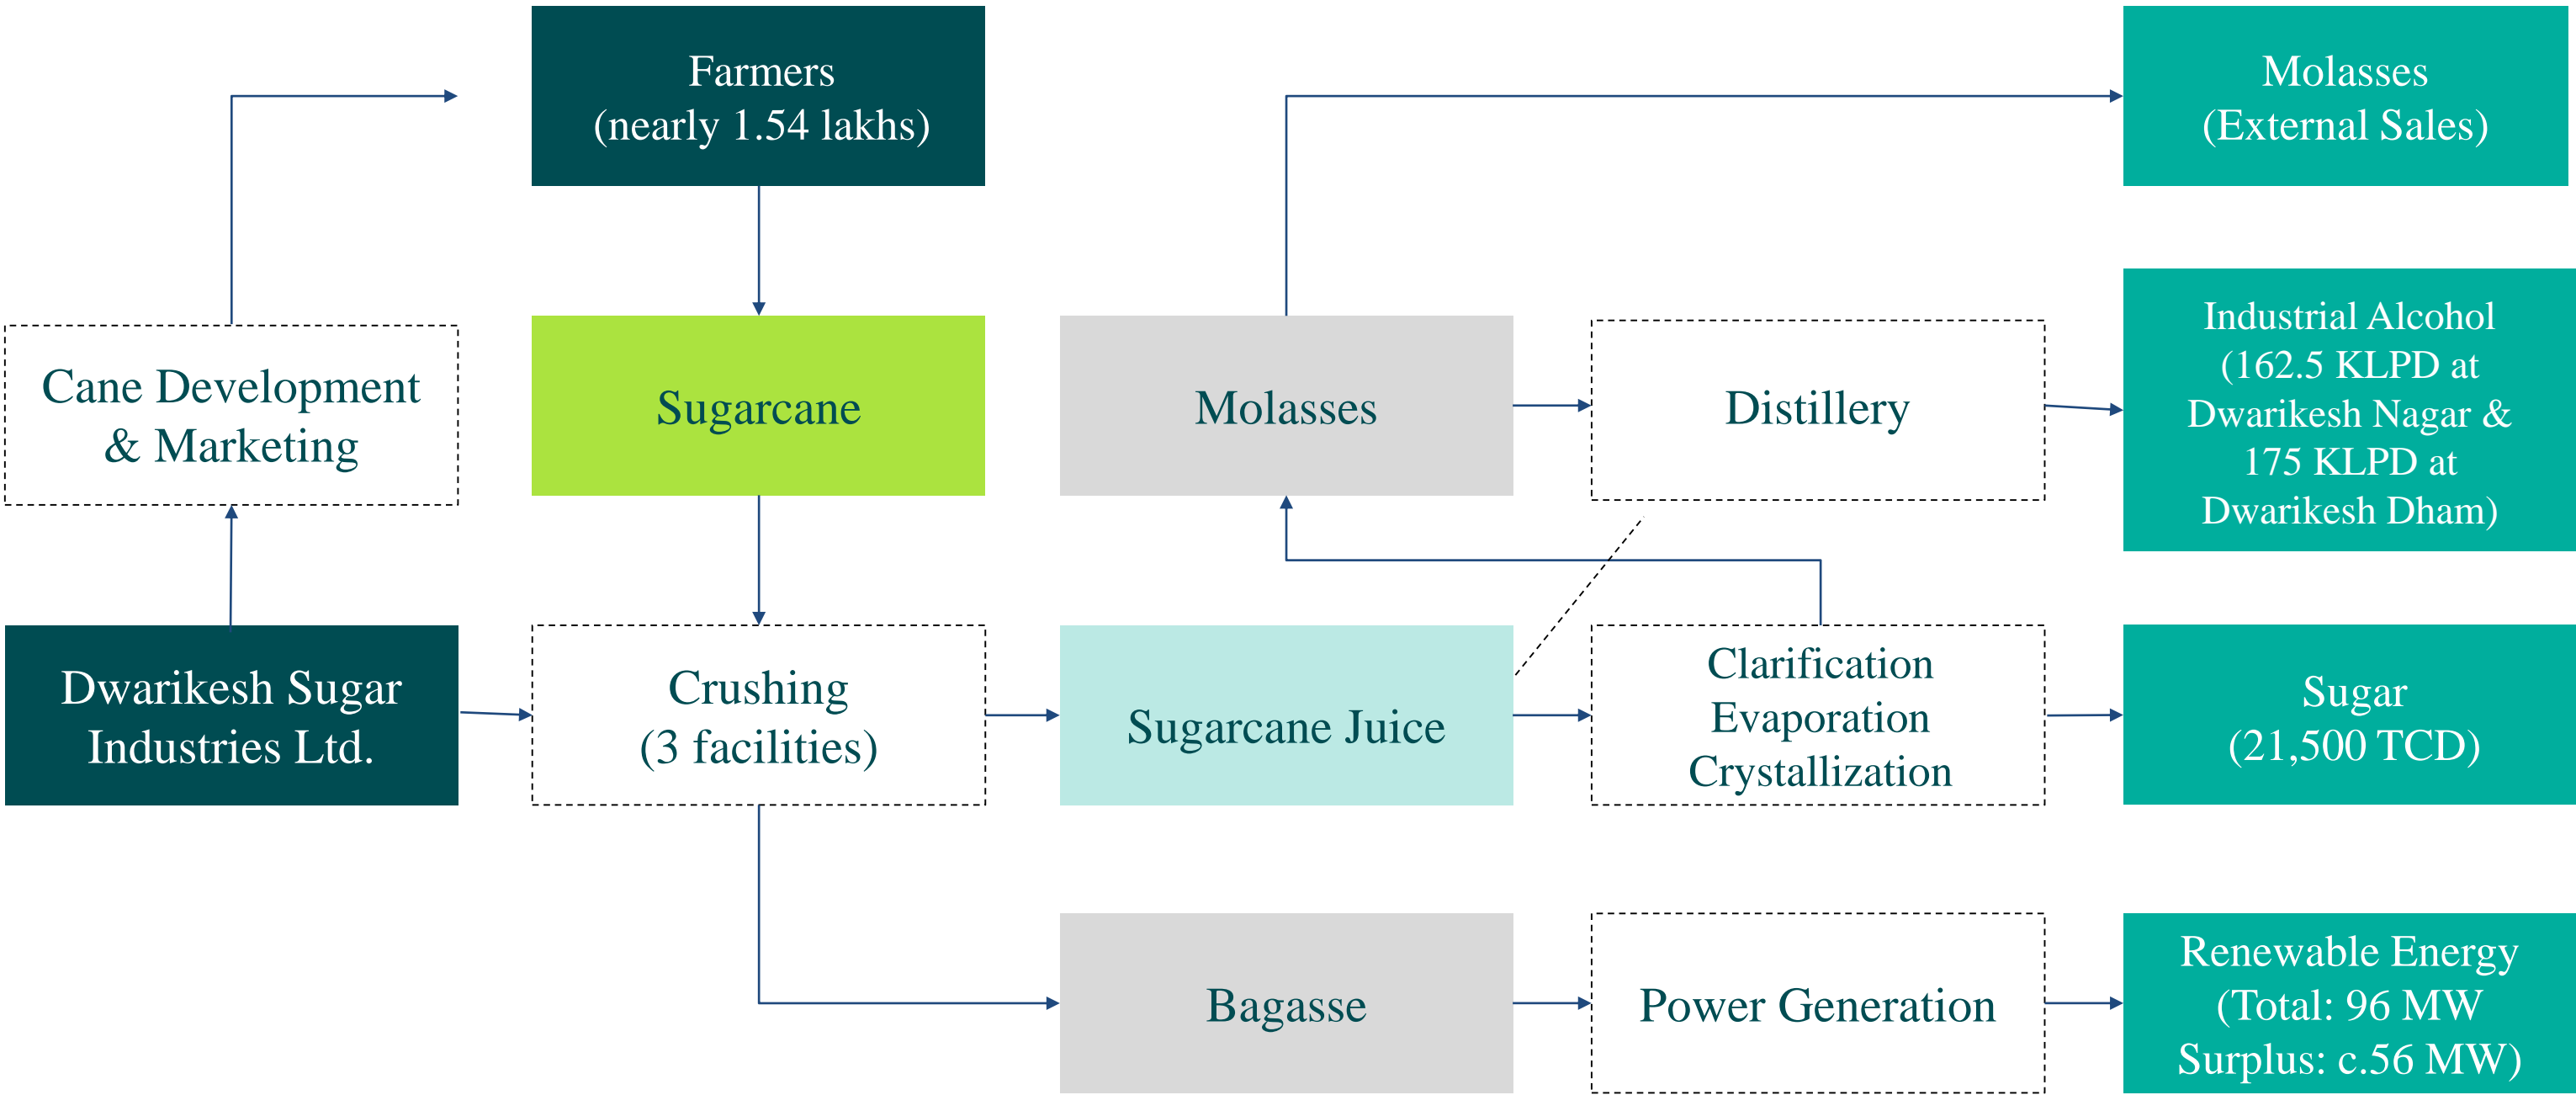 Farmers
(nearly 1.54 lakhs)
Molasses
(External Sales)
Cane Development
& Marketing
Sugarcane
Molasses
Distillery
Industrial Alcohol
(162.5 KLPD at
Dwarikesh Nagar &
175 KLPD at
Dwarikesh Dham)
Dwarikesh Sugar
Industries Ltd.
Crushing
(3 facilities)
Sugarcane Juice
Clarification
Evaporation
Crystallization
Sugar
(21,500 TCD)
Bagasse
Power Generation
Renewable Energy
(Total: 96 MW
Surplus: c.56 MW)